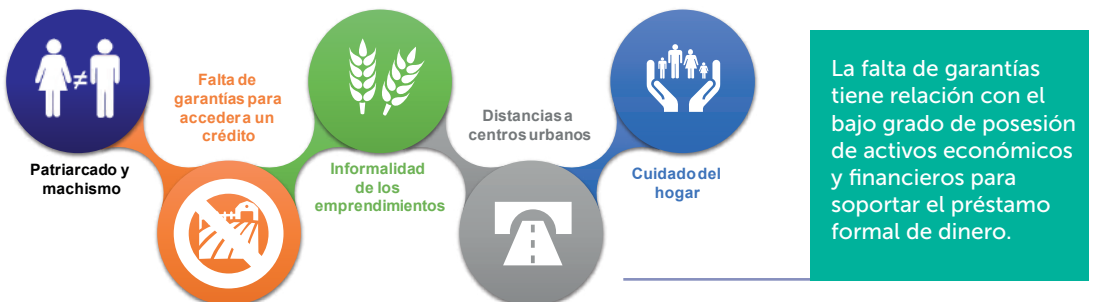 ≠
Patriarcado y
machismo
Falta de
garantías para
acceder a un
crédito
Informalidad
de los
emprendimientos
Distancias a
centros urbanos
Cuidado del
hogar
La falta de garantías
tiene relación con el
bajo grado de posesión
de activos económicos
y financieros para
soportar el préstamo
formal de dinero.